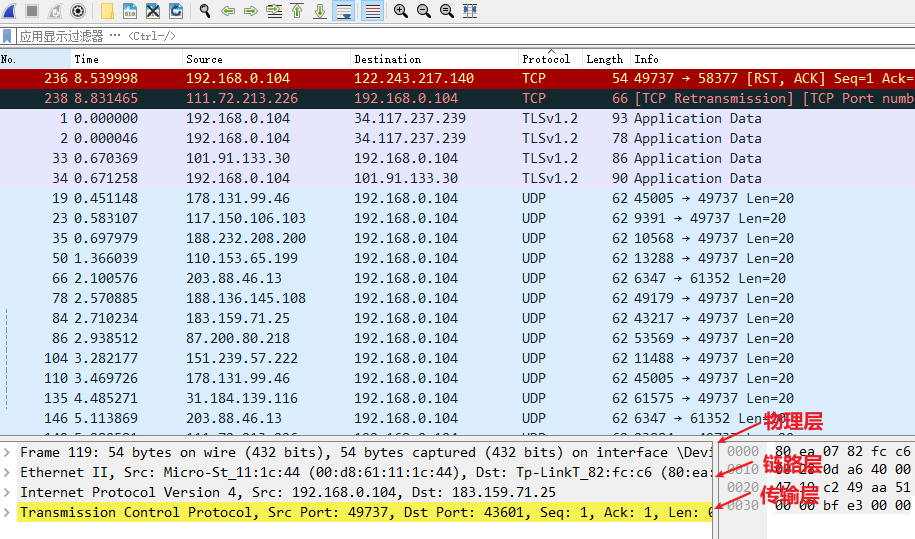 应用显示过滤器 … <Ctrl-/>
No. Time Source Destination Protocol Length Info
236 8.539998 192.168.0.104 122.243.217.140 TCP 54 49737 → 58377 [RST, ACK] Seq=1 Ack=
238 8.831465 111.72.213.226 192.168.0.104 TCP 66 [TCP Retransmission] [TCP Port numb
1 0.000000 192.168.0.104 34.117.237.239 TLSv1.2 93 Application Data
2 0.000046 192.168.0.104 34.117.237.239 TLSv1.2 78 Application Data
33 0.670369 101.91.133.30 192.168.0.104 TLSv1.2 86 Application Data
34 0.671258 192.168.0.104 101.91.133.30 TLSv1.2 90 Application Data
19 0.451148 178.131.99.46 192.168.0.104 UDP 62 45005 → 49737 Len=20
23 0.583107 117.150.106.103 192.168.0.104 UDP 62 9391 → 49737 Len=20
35 0.697979 188.232.208.200 192.168.0.104 UDP 62 10568 → 49737 Len=20
50 1.366039 110.153.65.199 192.168.0.104 UDP 62 13288 → 49737 Len=20
66 2.100576 203.88.46.13 192.168.0.104 UDP 62 6347 → 61352 Len=20
78 2.570885 188.136.145.108 192.168.0.104 UDP 62 49179 → 49737 Len=20
84 2.710234 183.159.71.25 192.168.0.104 UDP 62 43217 → 49737 Len=20
86 2.938512 87.200.80.218 192.168.0.104 UDP 62 53569 → 49737 Len=20
104 3.282177 151.239.57.222 192.168.0.104 UDP 62 11488 → 49737 Len=20
110 3.469726 178.131.99.46 192.168.0.104 UDP 62 45005 → 49737 Len=20
135 4.485271 31.184.139.116 192.168.0.104 UDP 62 61575 → 49737 Len=20
146 5.113869 203.88.46.13 192.168.0.104 UDP 62 6347 → 61352 Len=20
物理层
Frame 119: 54 bytes on wire (432 bits), 54 bytes captured (432 bits) on interface \Devi 0000 80 ea 07 82 fc c6
链路层
Ethernet II, Src: Micro-St_11:1c:44 (00:d8:61:11:1c:44), Dst: Tp-LinkT_82:fc:c6 (80:ea: 0010 0d a6 40 00
Internet Protocol Version 4, Src: 192.168.0.104, Dst: 183.159.71.25 0020 47 19 c2 49 aa 51
传输层
Transmission Control Protocol, Src Port: 49737, Dst Port: 43601, Seq: 1, Ack: 1, Len: 0 0030 00 00 bf e3 00 00